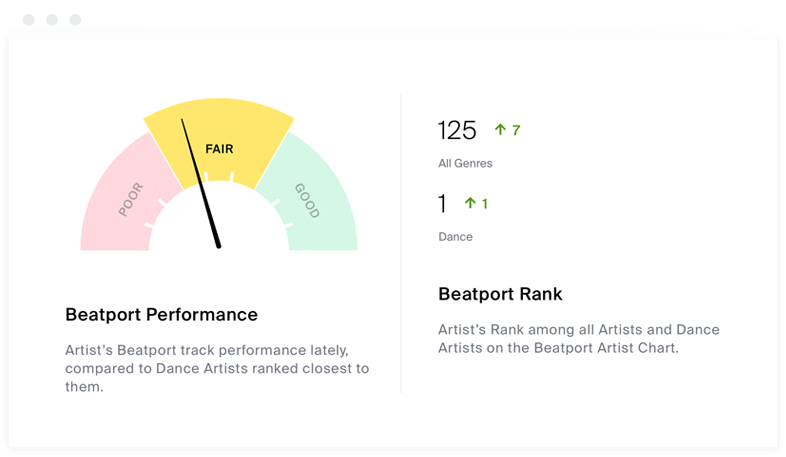 POOR
FAIR
GOOD
Beatport Performance
Artist's Beatport track performance lately,
compared to Dance Artists ranked closest to
them.
125 ↑ 7
All Genres
1 ↑ 1
Dance
Beatport Rank
Artist's Rank among all Artists and Dance
Artists on the Beatport Artist Chart.